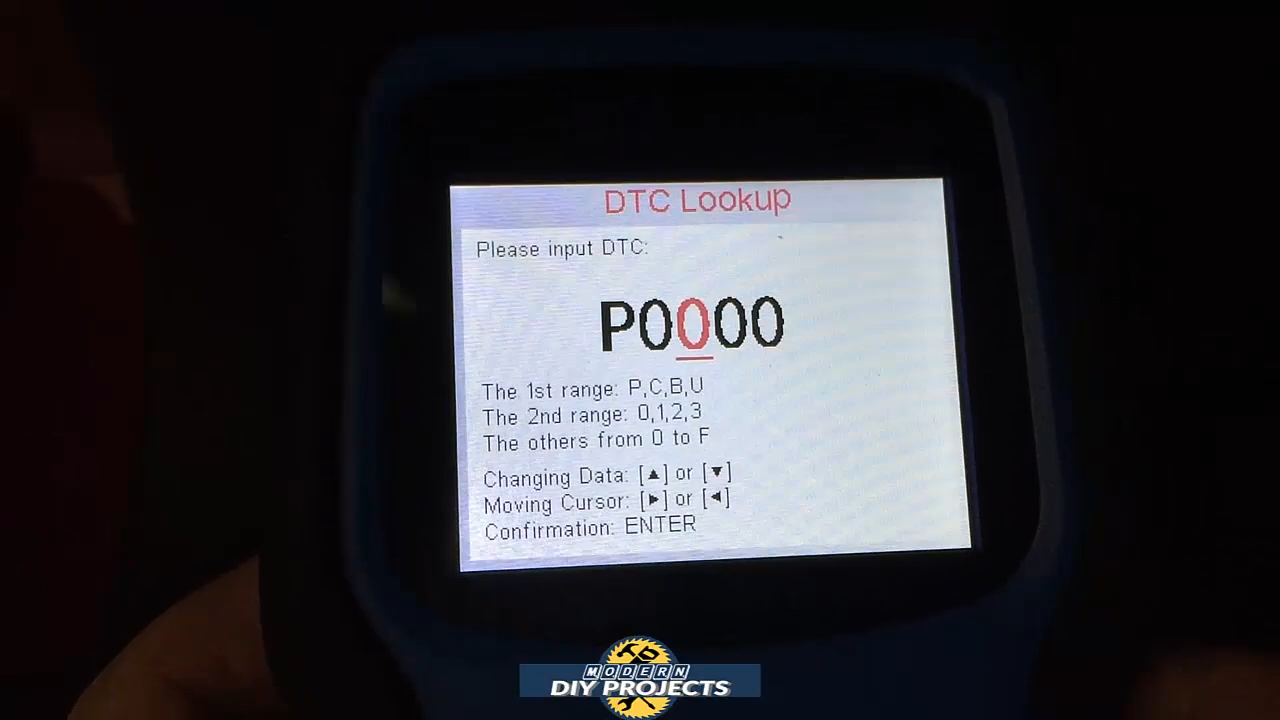 DTC Lookup
Please input DTC:
P0000
The 1st range: P,C,B,U
The 2nd range: 0,1,2,3
The others from 0 to F
Changing Data: [▲] or [▼]
Moving Cursor: [►] or [◄]
Confirmation: ENTER
MODERN
DIY PROJECTS